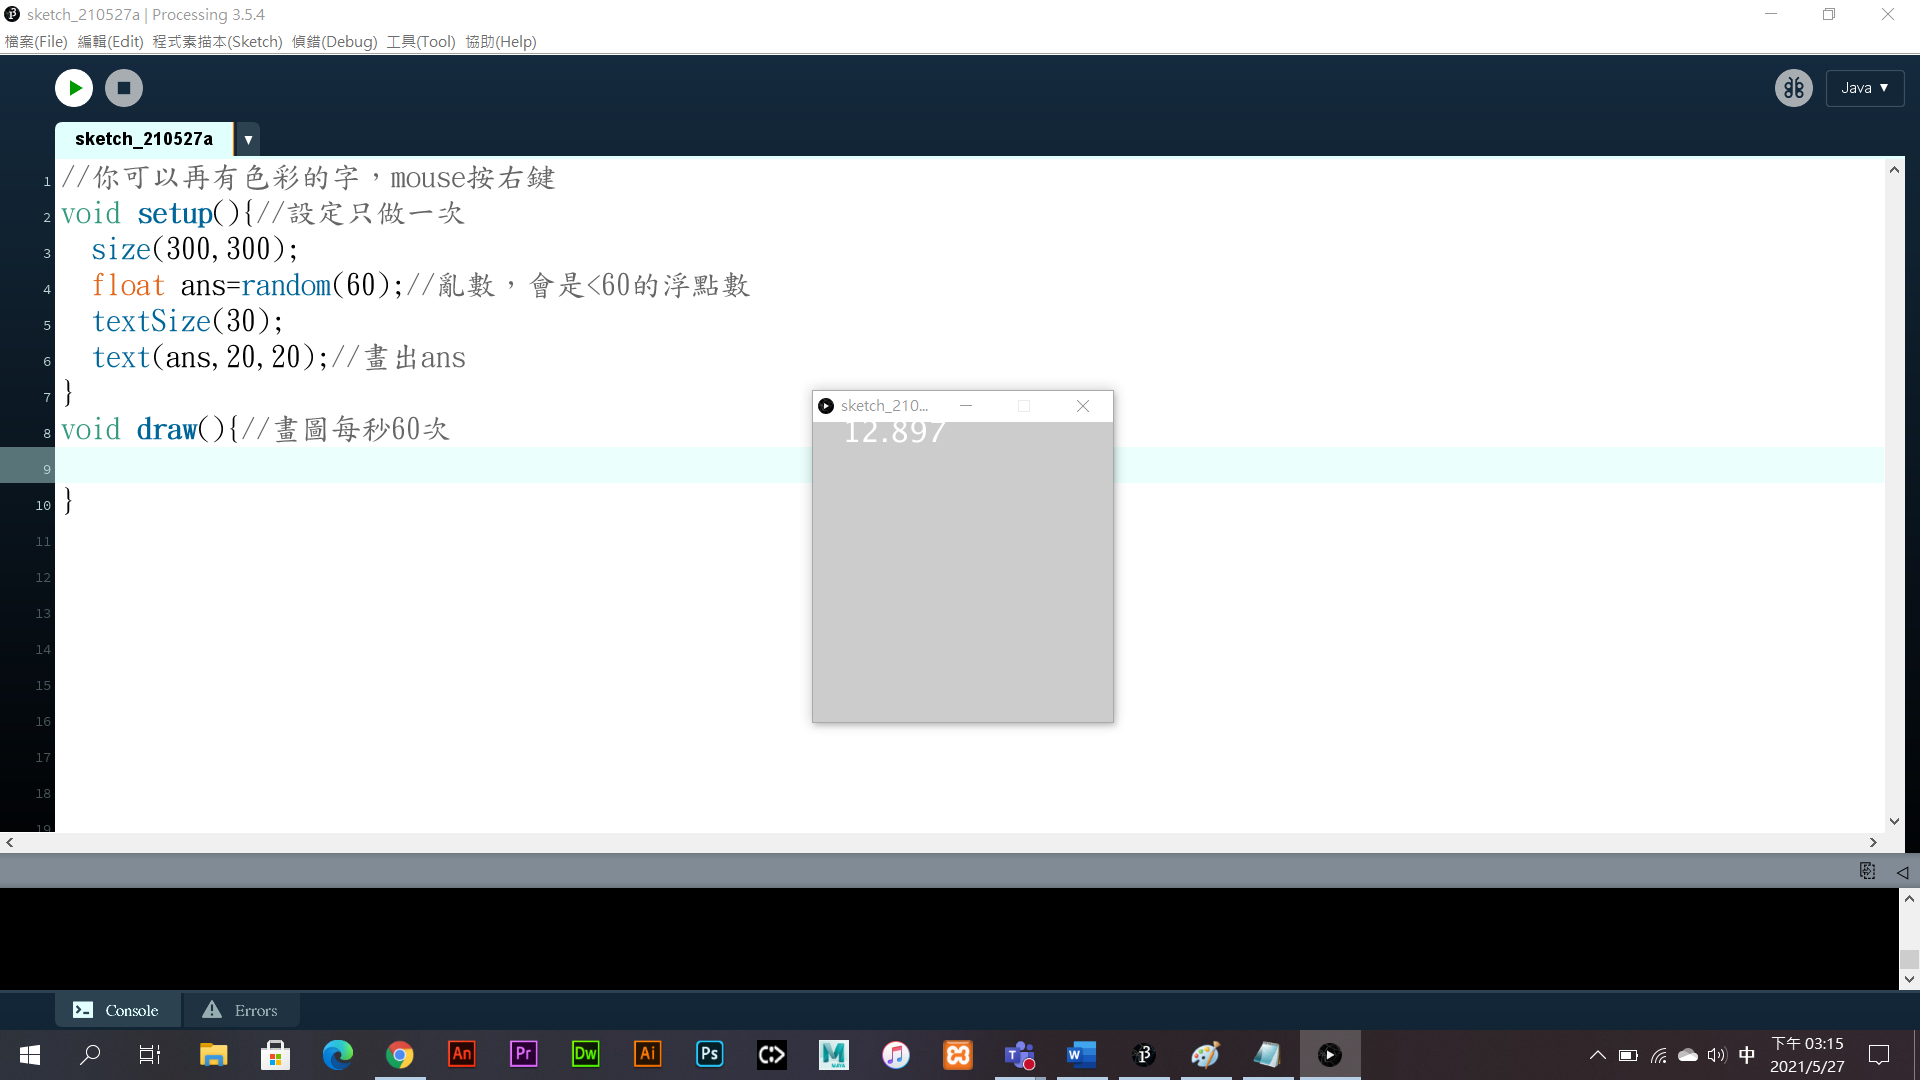 sketch_210527a | Processing 3.5.4
檔案(File) 編輯(Edit) 程式素描本(Sketch) 偵錯(Debug) 工具(Tool) 協助(Help)
Java ▼
sketch_210527a ▼
1 //你可以再有色彩的字，mouse按右鍵
2 void setup(){//設定只做一次
3 size(300,300);
4 float ans=random(60);//亂數，會是<60的浮點數
5 textSize(30);
6 text(ans,20,20);//畫出ans
7 }
8 void draw(){//畫圖每秒60次
9
10 }
11
12
13
14
15
16
17
18
19
sketch_210...
12.897
Console Errors
An Pr Dw Ai Ps M MAYA T W 中
下午 03:15
2021/5/27